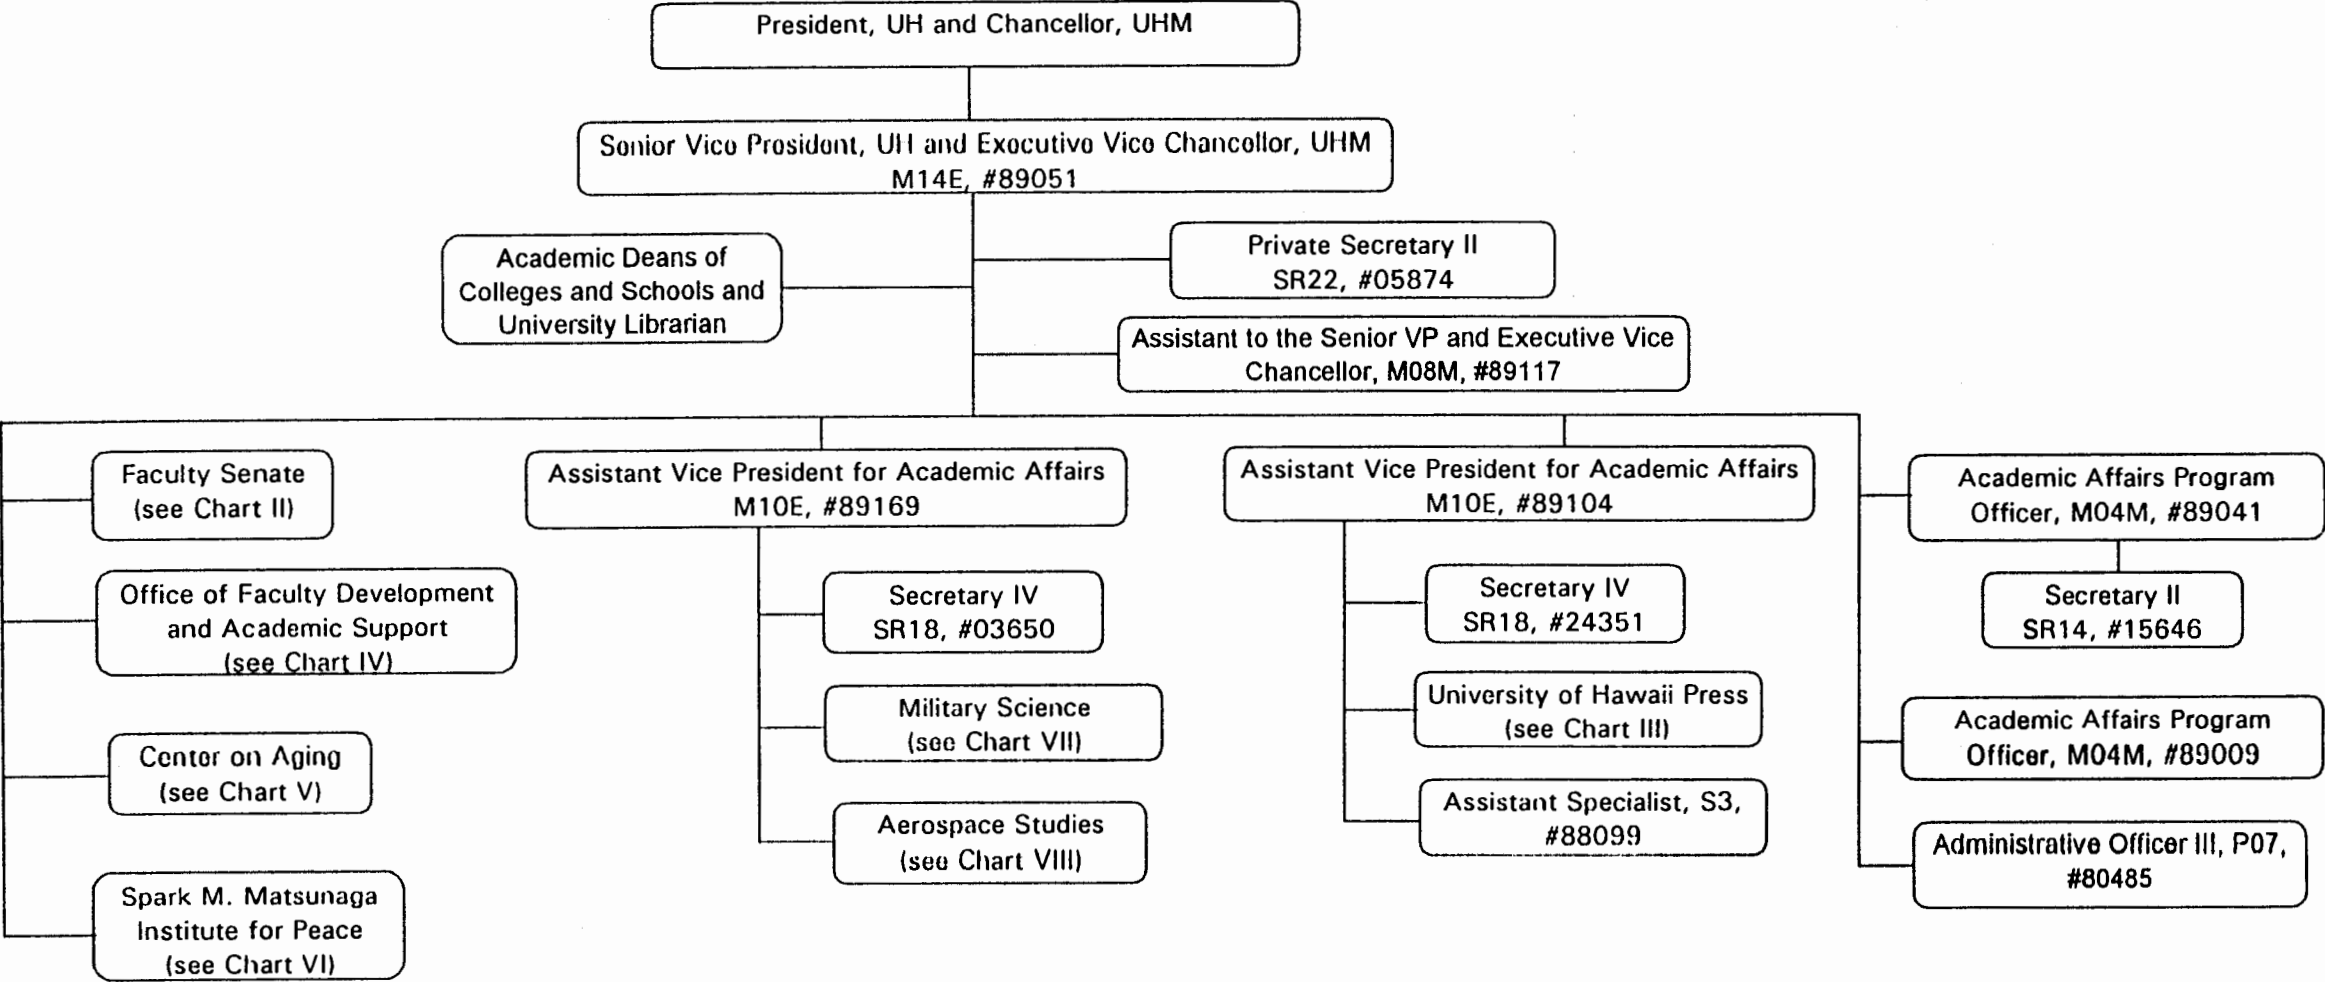 President, UH and Chancellor, UHM
Senior Vice President, UH and Executive Vice Chancellor, UHM
M14E, #89051
Academic Deans of
Colleges and Schools and
University Librarian
Private Secretary II
SR22, #05874
Assistant to the Senior VP and Executive Vice
Chancellor, M08M, #89117
Faculty Senate
(see Chart II)
Office of Faculty Development
and Academic Support
(see Chart IV)
Center on Aging
(see Chart V)
Spark M. Matsunaga
Institute for Peace
(see Chart VI)
Assistant Vice President for Academic Affairs
M10E, #89169
Secretary IV
SR18, #03650
Military Science
(see Chart VII)
Aerospace Studies
(see Chart VIII)
Assistant Vice President for Academic Affairs
M10E, #89104
Secretary IV
SR18, #24351
University of Hawaii Press
(see Chart III)
Assistant Specialist, S3,
#88099
Academic Affairs Program
Officer, M04M, #89041
Secretary II
SR14, #15646
Academic Affairs Program
Officer, M04M, #89009
Administrative Officer III, P07,
#80485